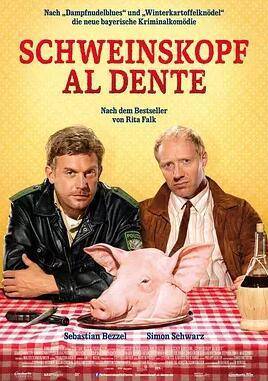 Nach „Dampfnudelblues" und „Winterkartoffelknödel"
die neue bayerische Kriminalkomödie
SCHWEINSKOPF
AL DENTE
Nach dem Bestseller
von Rita Falk
Sebastian Bezzel Simon Schwarz